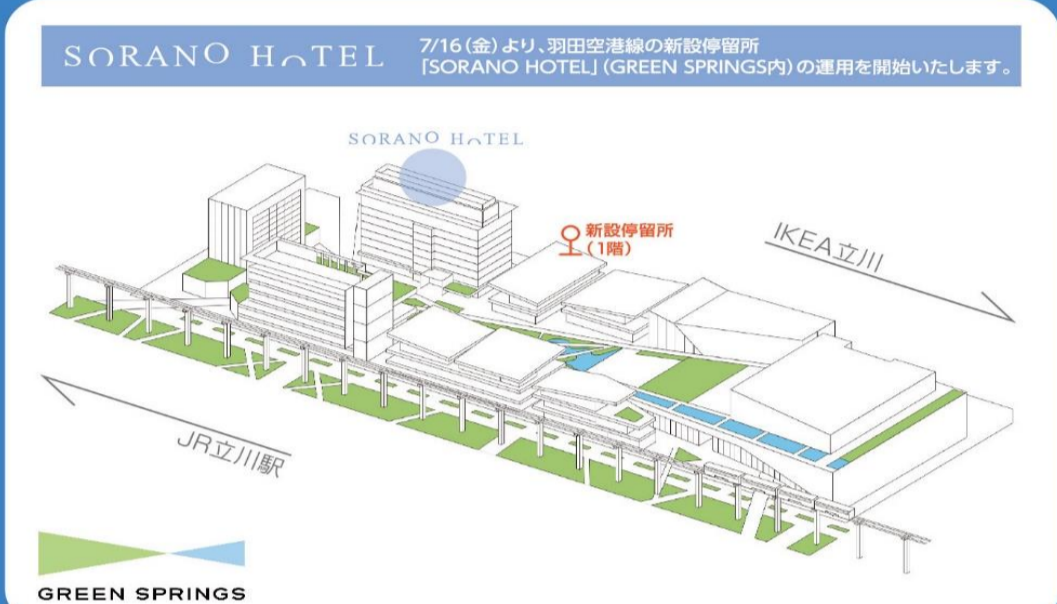 SORANO HOTEL
7/16(金)より、羽田空港線の新設停留所
「SORANO HOTEL」(GREEN SPRINGS内)の運用を開始いたします。
SORANO HOTEL
新設停留所
(1階)
IKEA立川
JR立川駅
GREEN SPRINGS